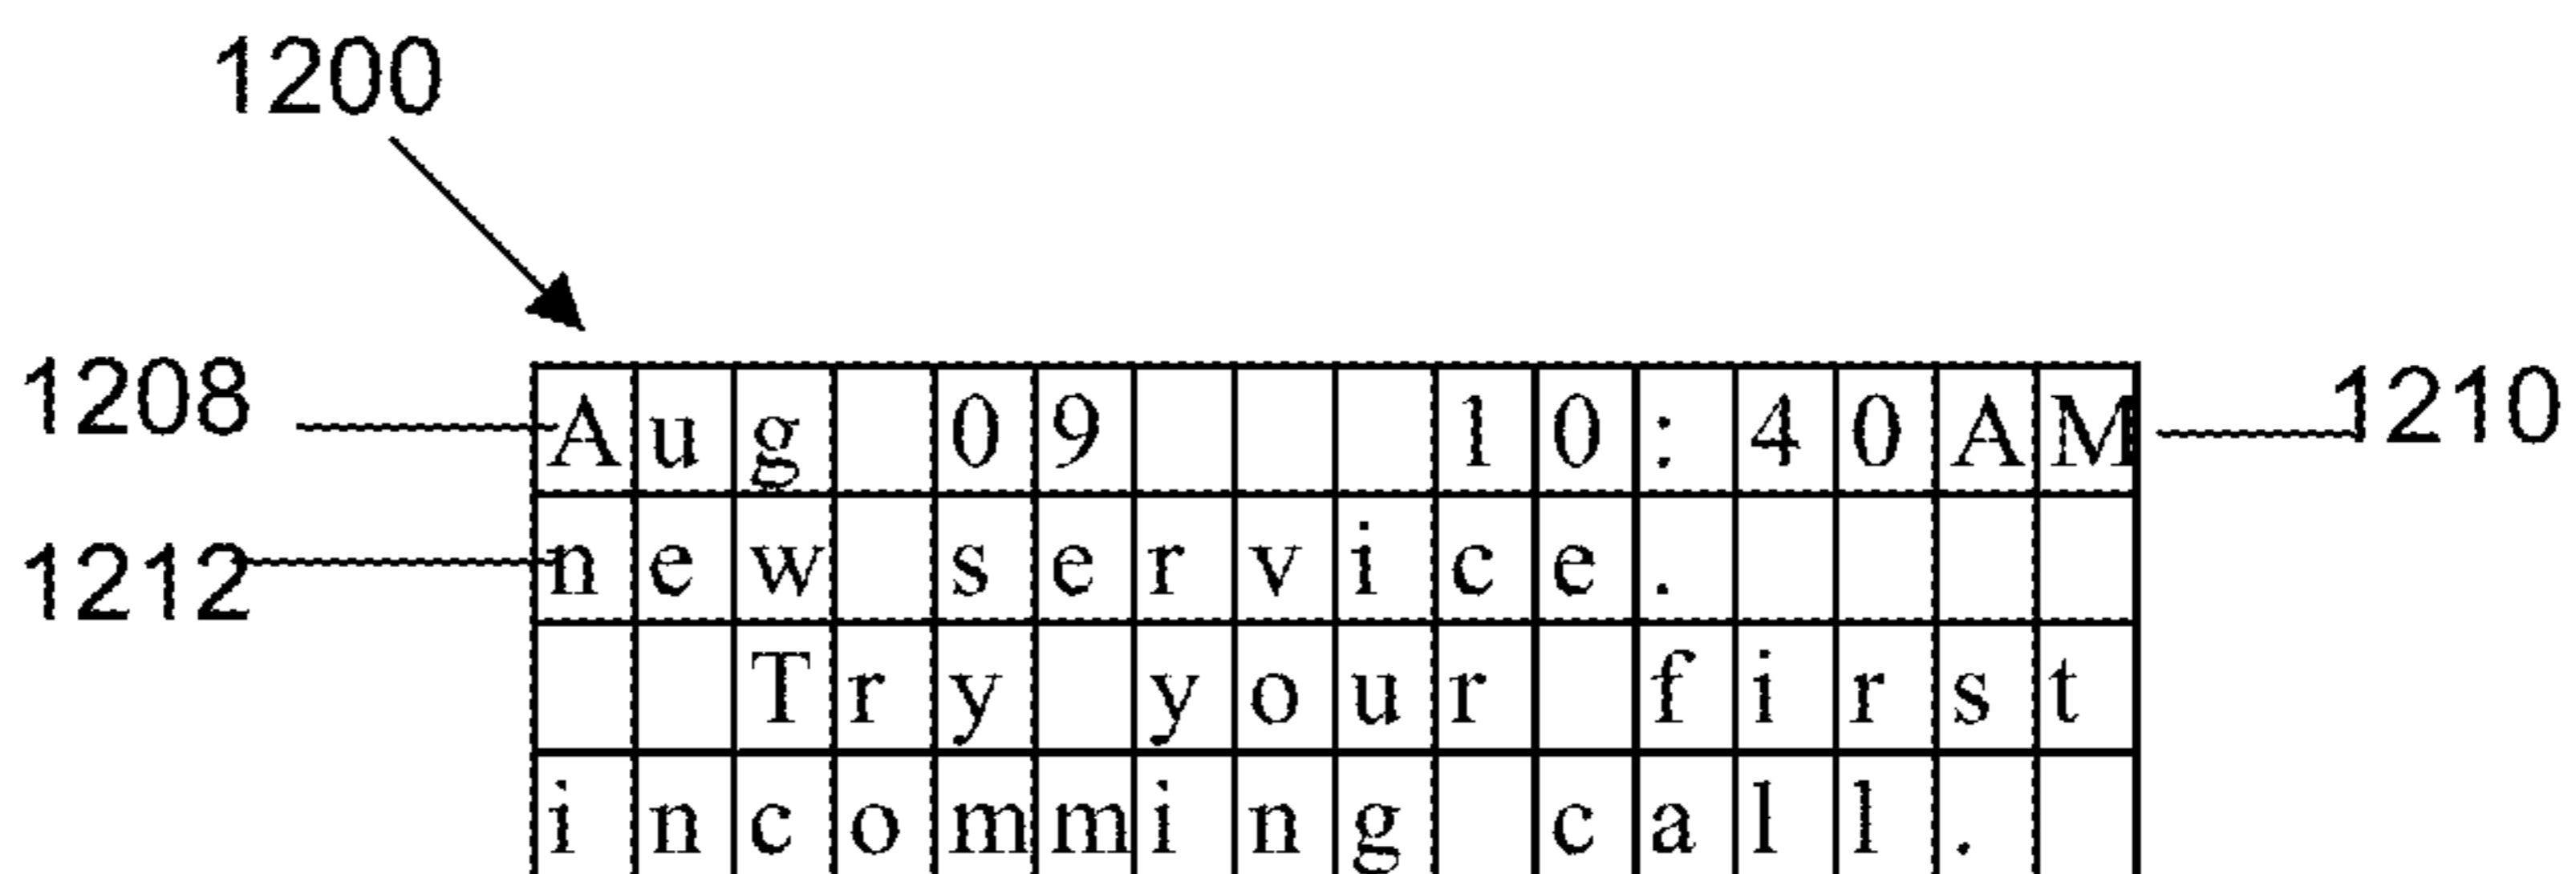 1200
1208 Aug 09 10:40AM 1210
1212 new service.
Try your first
incomming call.